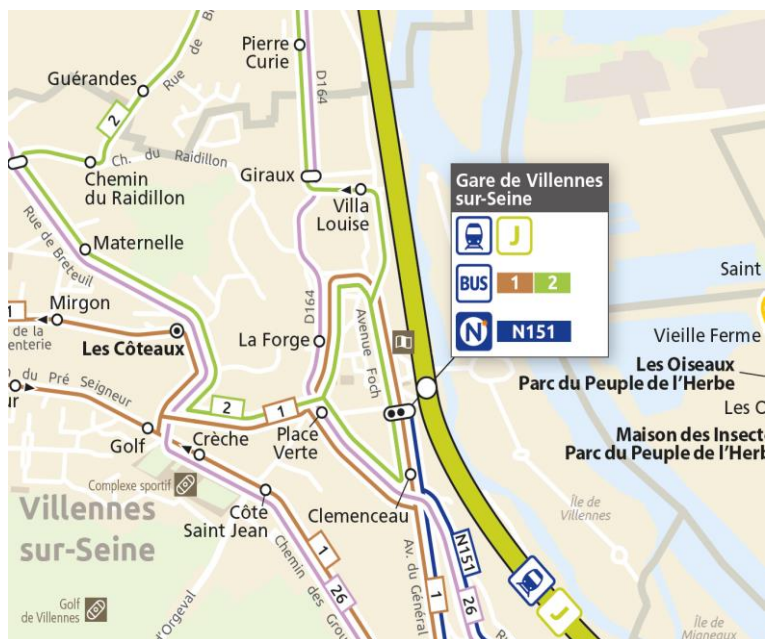 Pierre
Curie
Rue de B
D164
Guérandes
2
Ch. du Raidillon
Chemin
du Raidillon
Giraux
Villa
Louise
Gare de Villennes
sur-Seine
J
BUS 1 2
N N151
Rue de Breteuil
Maternelle
Saint
1
Mirgon
de la
enterie
Les Côteaux
D164
La Forge
Avenue Foch
Vieille Ferme
Les Oiseaux
Parc du Peuple de l'Herbe
du Pré Seigneur
ur
2
1
Les O
Golf
Crèche
Place
Verte
Maison des Insect
Parc du Peuple de l'Herb
Complexe sportif
Villennes
sur-Seine
Côte
Saint Jean
Clemenceau
Île de
Villennes
Chemin des Grou
1
26
Av. du Général
1
N151
26
R
J
Golf
de Villennes
d'Orgeval
Île de
Migneaux